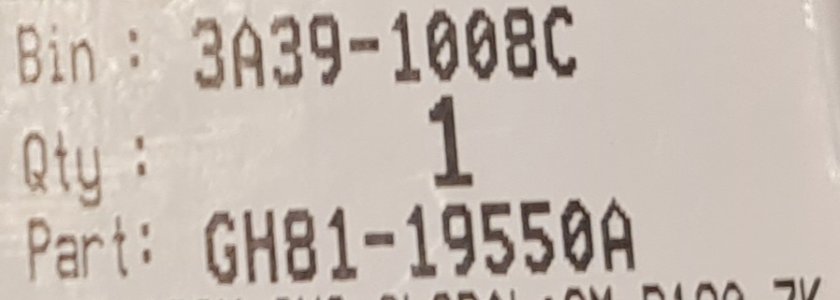 Bin : 3A39-1008C
Qty : 1
Part: GH81-19550A